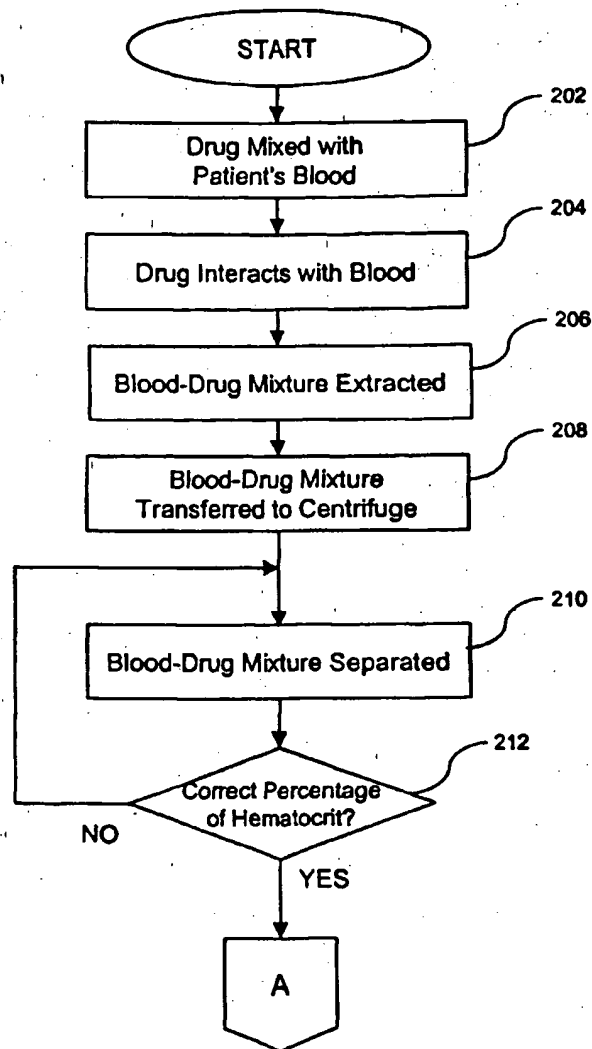 START
202
Drug Mixed with
Patient's Blood
204
Drug Interacts with Blood
206
Blood-Drug Mixture Extracted
208
Blood-Drug Mixture
Transferred to Centrifuge
210
Blood-Drug Mixture Separated
212
Correct Percentage
of Hematocrit?
NO
YES
A